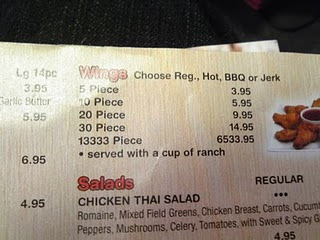 Lg 14pc
3.95
Garlic Butter
5.95
6.95
4.95
Wings Choose Reg., Hot, BBQ or Jerk
5 Piece 3.95
10 Piece 5.95
20 Piece 9.95
30 Piece 14.95
13333 Piece 6533.95
• served with a cup of ranch
Salads REGULAR
CHICKEN THAI SALAD •••
Romaine, Mixed Field Greens, Chicken Breast, Carrots, Cucum
Peppers, Mushrooms, Celery, Tomatoes, with Sweet & Spicy G